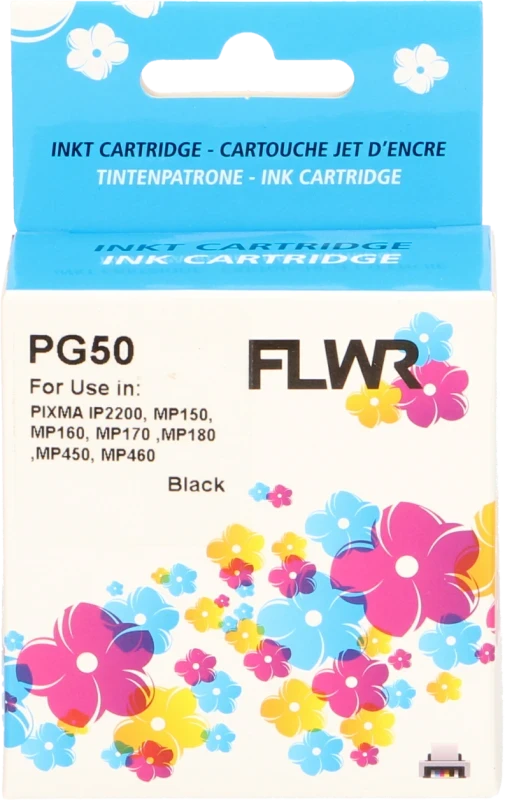 INKT CARTRIDGE - CARTOUCHE JET D'ENCRE
TINTENPATRONE - INK CARTRIDGE
INKT CARTRIDGE
INK CARTRIDGE
PG50
FLWR
For Use in:
PIXMA IP2200, MP150,
MP160, MP170 ,MP180
,MP450, MP460
Black